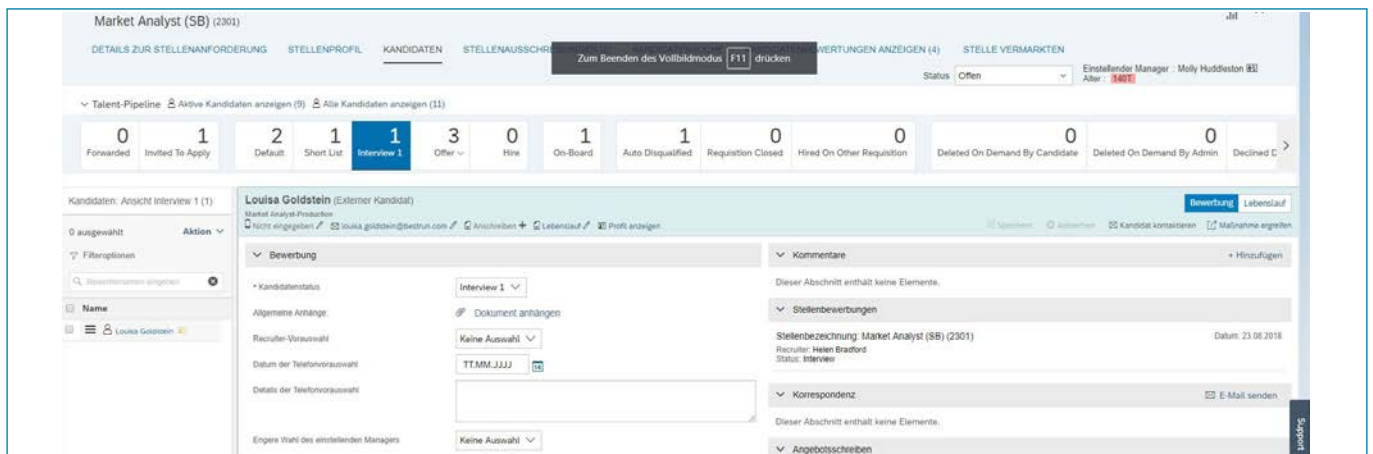 Market Analyst (SB) (2301)
DETAILS ZUR STELLENANFORDERUNG STELLENPROFIL KANDIDATEN STELLENAUSSCHR WERTUNGEN ANZEIGEN (4) STELLE VERMARKTEN
Zum Beenden des Vollbildmodus F11 drücken
Status Offen Einstellender Manager : Molly Huddleston
Alter : 140T
Talent-Pipeline Aktive Kandidaten anzeigen (9) Alle Kandidaten anzeigen (11)
0 1 2 1 1 3 0 1 1 0 0 0 0
Forwarded Invited To Apply Default Short List Interview 1 Offer Hire On-Board Auto Disqualified Requisition Closed Hired On Other Requisition Deleted On Demand By Candidate Deleted On Demand By Admin Declined D
Kandidaten: Ansicht Interview 1 (1)
0 ausgewählt Aktion
Filteroptionen
Bewerbernamen eingeben
Name
Louisa Goldstein
Louisa Goldstein (Externer Kandidat)
Market Analyst-Production
Nicht eingegeben louisa.goldstein@bestrun.com Anschreiben Lebenslauf Profil anzeigen
Bewerbung Lebenslauf
Speichern Kandidat kontaktieren Maßnahme ergreifen
Bewerbung
* Kandidatenstatus Interview 1
Allgemeine Anhänge Dokument anhängen
Recruiter-Vorauswahl Keine Auswahl
Datum der Telefonvorauswahl TT.MM.JJJJ
Details der Telefonvorauswahl
Engere Wahl des einstellenden Managers Keine Auswahl
Kommentare + Hinzufügen
Dieser Abschnitt enthält keine Elemente.
Stellenbewerbungen
Stellenbezeichnung: Market Analyst (SB) (2301) Datum: 23.08.2018
Recruiter: Helen Bradford
Status: Interview
Korrespondenz E-Mail senden
Dieser Abschnitt enthält keine Elemente.
Angebotsschreiben
Support